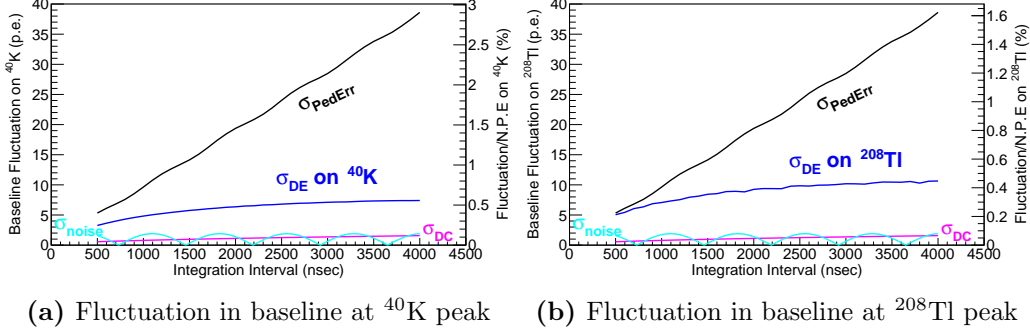 Baseline Fluctuation on ⁴⁰K (p.e.)
40
35
30
25
20
15
10
5
0
σPedErr
σDE on ⁴⁰K
σnoise
σDC
0 500 1000 1500 2000 2500 3000 3500 4000 4500
Integration Interval (nsec)
3
2.5
2
1.5
1
0.5
0
Fluctuation/N.P.E on ⁴⁰K (%)
(a) Fluctuation in baseline at ⁴⁰K peak
Baseline Fluctuation on ²⁰⁸Tl (p.e.)
40
35
30
25
20
15
10
5
0
σPedErr
σDE on ²⁰⁸Tl
σnoise
σDC
0 500 1000 1500 2000 2500 3000 3500 4000 4500
Integration Interval (nsec)
1.6
1.4
1.2
1
0.8
0.6
0.4
0.2
0
Fluctuation/N.P.E on ²⁰⁸Tl (%)
(b) Fluctuation in baseline at ²⁰⁸Tl peak